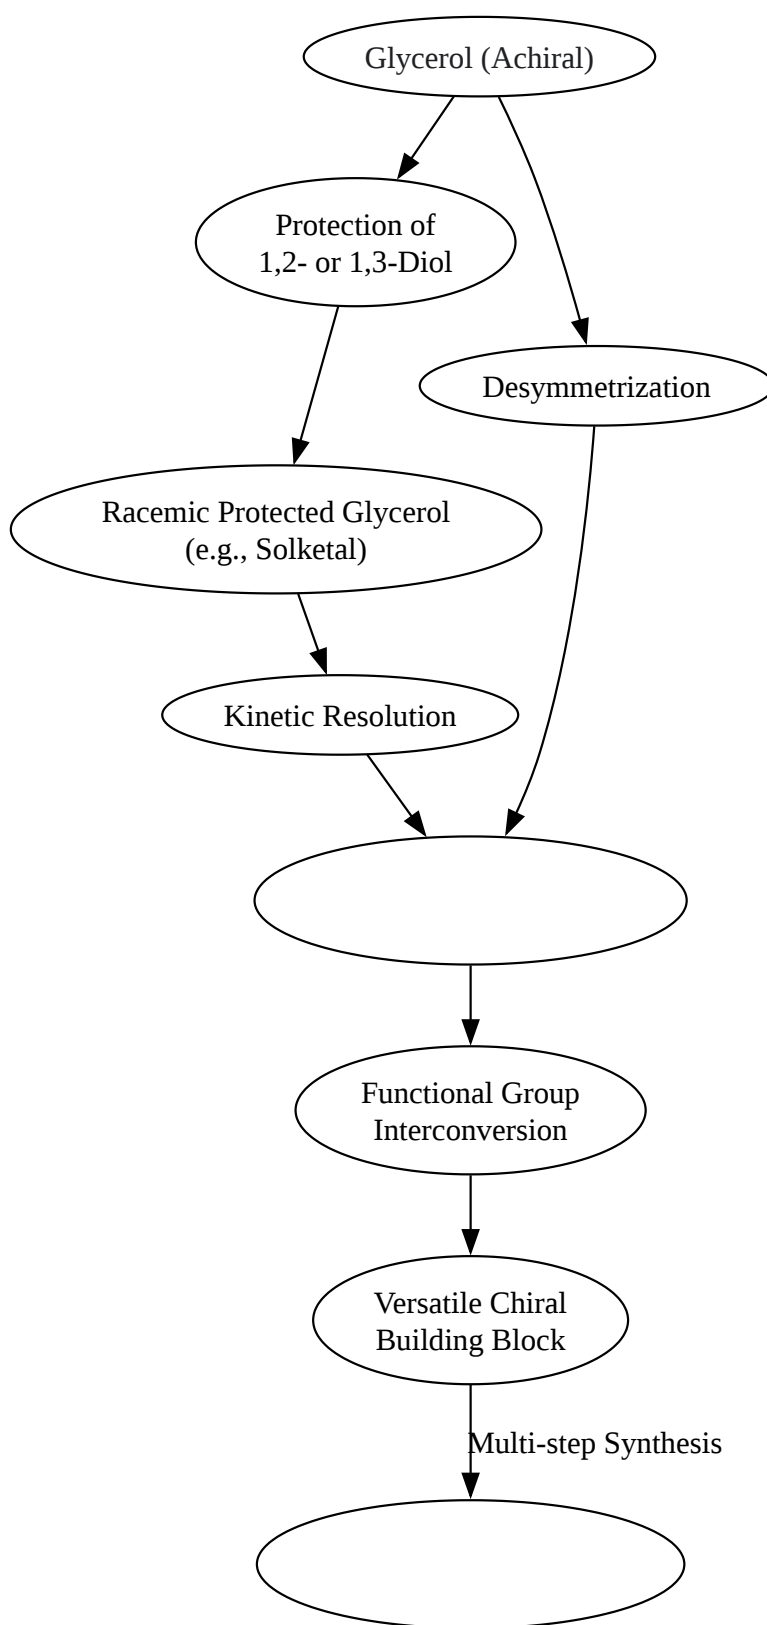 Glycerol (Achiral)
Protection of
1,2- or 1,3-Diol
Desymmetrization
Racemic Protected Glycerol
(e.g., Solketal)
Kinetic Resolution
Functional Group
Interconversion
Versatile Chiral
Building Block
Multi-step Synthesis